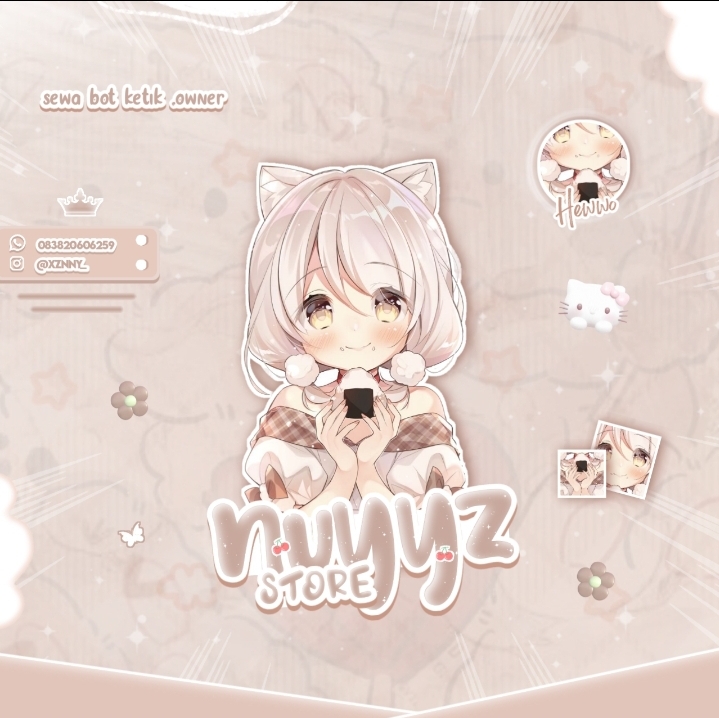 sewa bot ketik .owner
Hewwo
083820606259
@XZNNY_
nuyyz
STORE